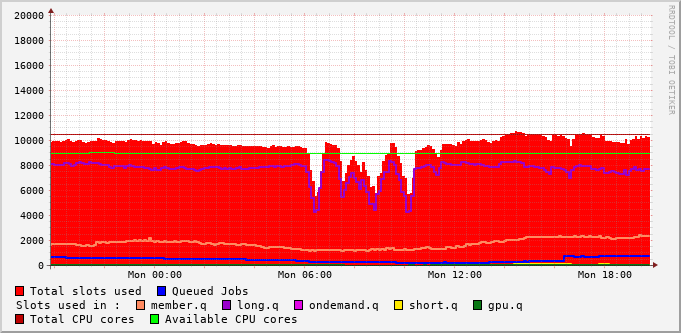 20000
18000
16000
14000
12000
10000
8000
6000
4000
2000
0
Mon 00:00 Mon 06:00 Mon 12:00 Mon 18:00
RRDTOOL / TOBI OETIKER
Total slots used Queued Jobs
Slots used in : member.q long.q ondemand.q short.q gpu.q
Total CPU cores Available CPU cores